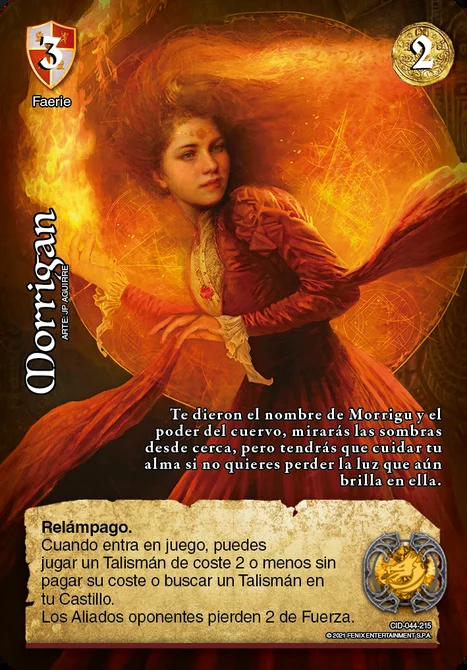 3
2
Faerie
Morrigan
ARTE: JP AGUIRRE
Te dieron el nombre de Morrigu y el
poder del cuervo, mirarás las sombras
desde cerca, pero tendrás que cuidar tu
alma si no quieres perder la luz que aún
brilla en ella.
Relámpago.
Cuando entra en juego, puedes
jugar un Talismán de coste 2 o menos sin
pagar su coste o buscar un Talismán en
tu Castillo.
Los Aliados oponentes pierden 2 de Fuerza.
CID-044-215
©2021 FENIX ENTERTAINMENT S.P.A.